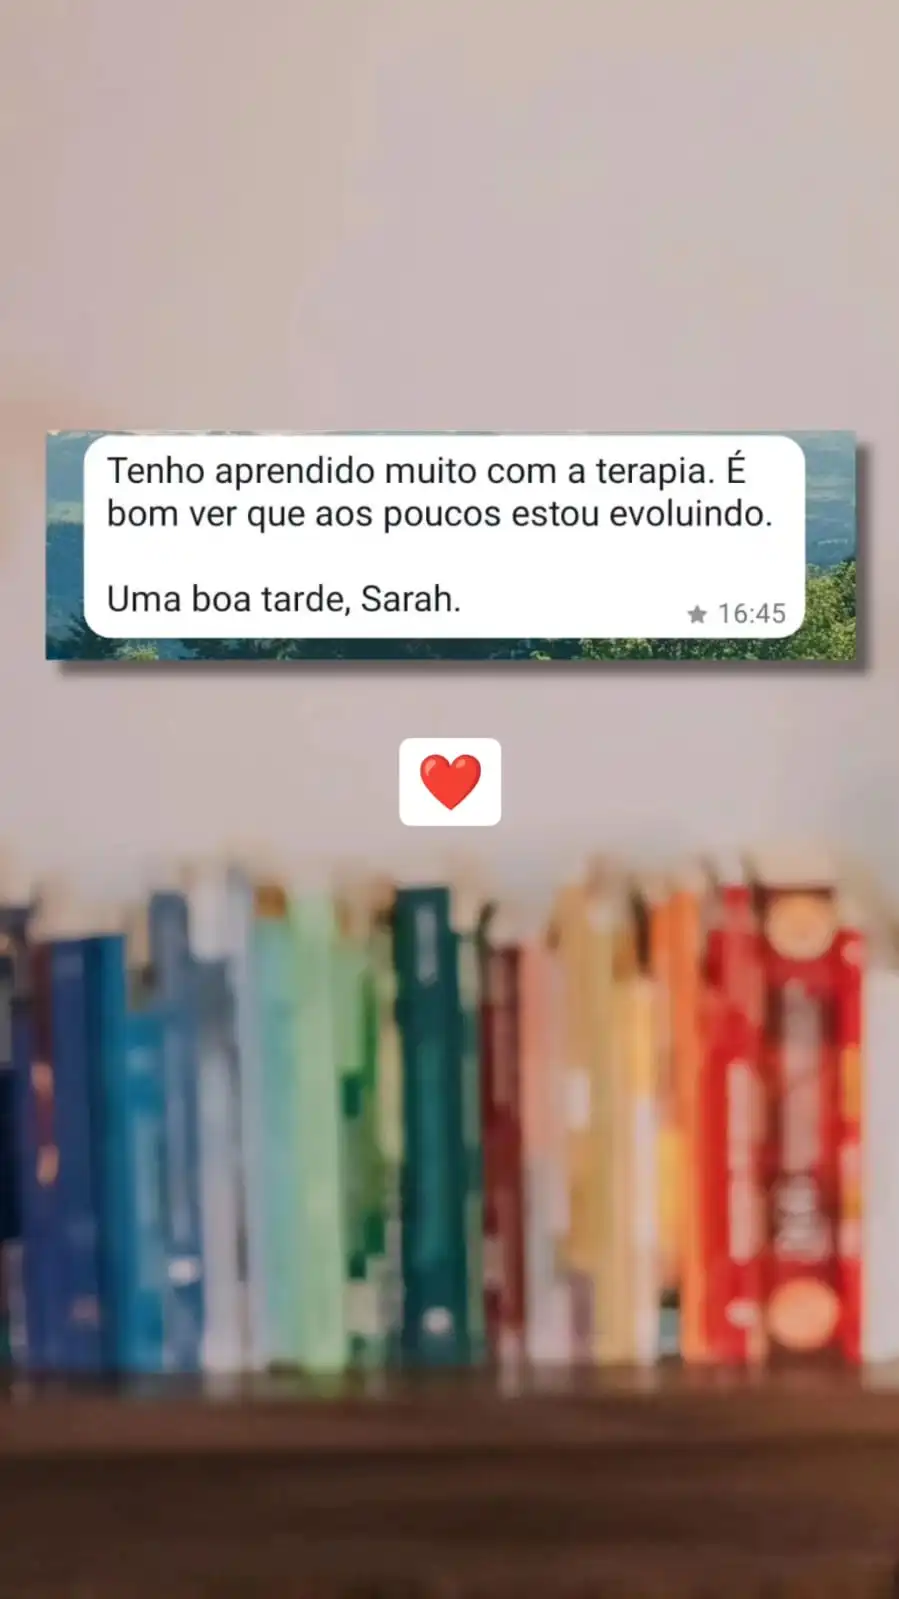 Tenho aprendido muito com a terapia. É
bom ver que aos poucos estou evoluindo.
Uma boa tarde, Sarah.
16:45